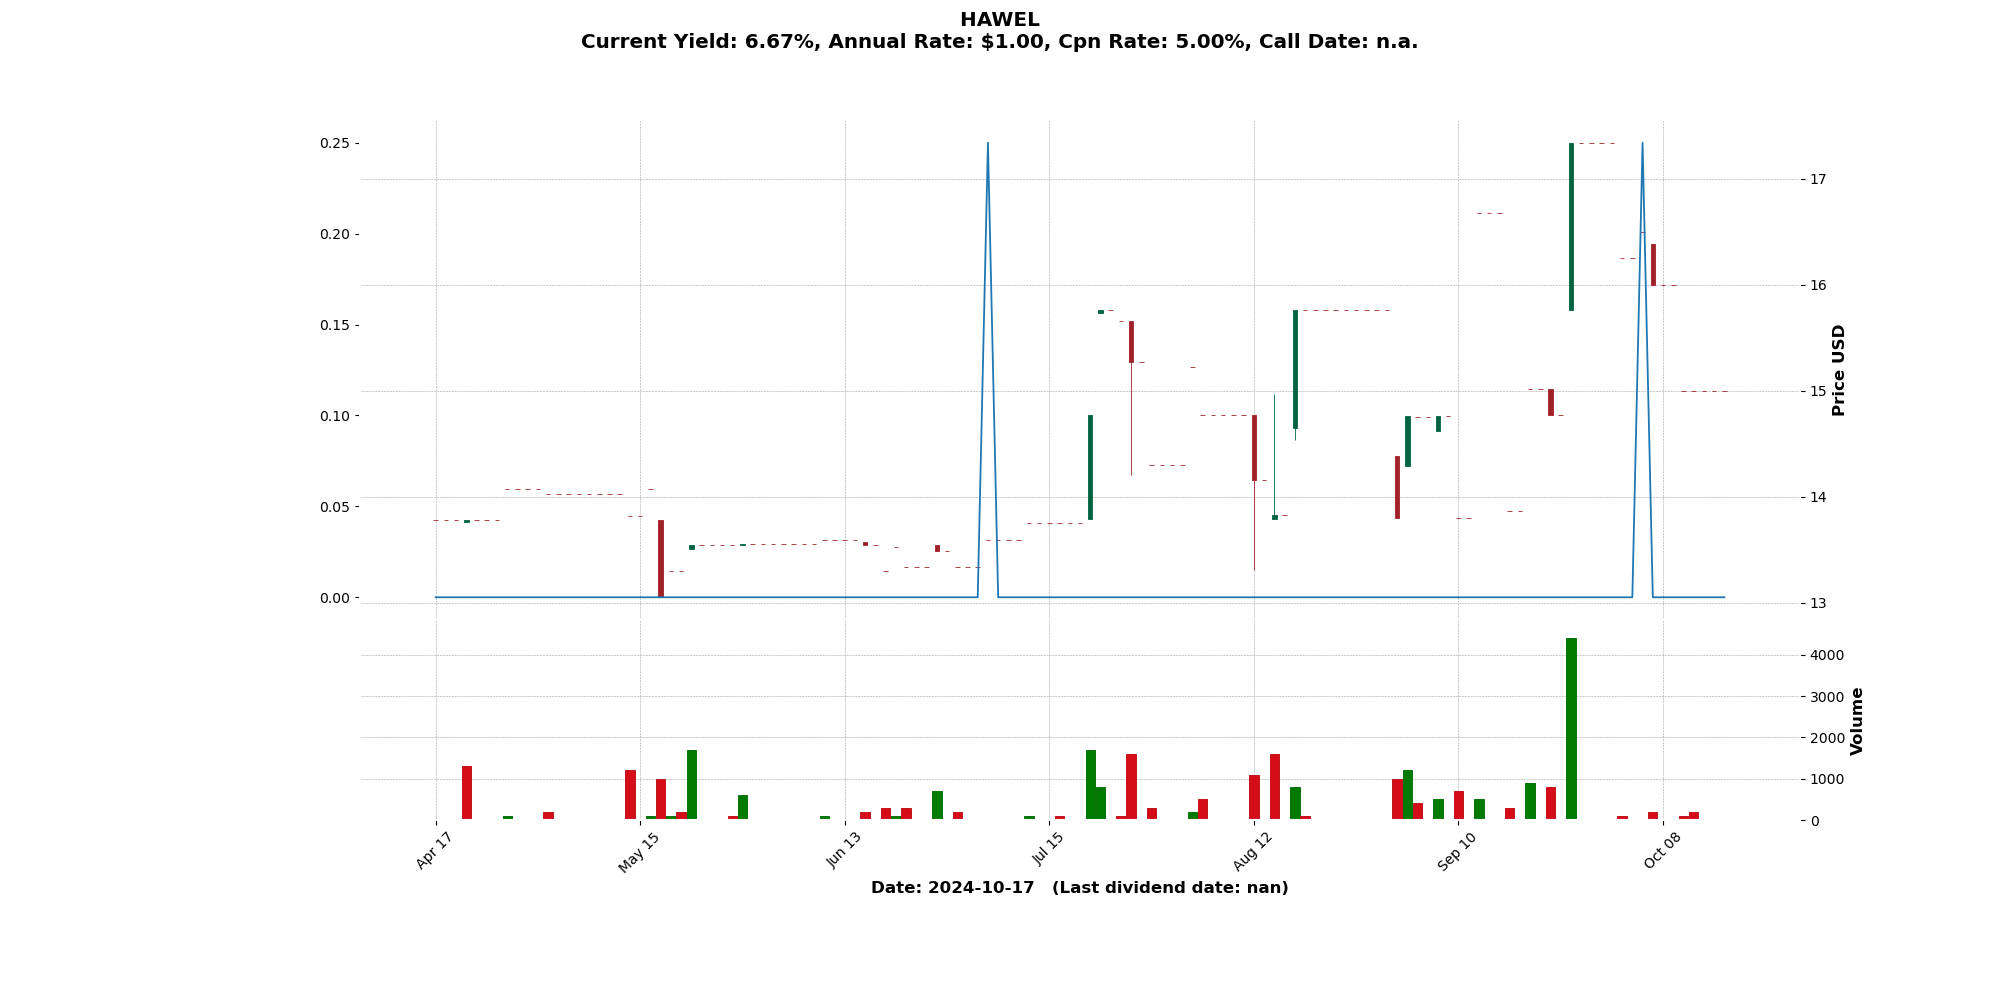 HAWEL
Current Yield: 6.67%, Annual Rate: $1.00, Cpn Rate: 5.00%, Call Date: n.a.
0.25
0.20
0.15
0.10
0.05
0.00
17
16
15
14
13
Price USD
4000
3000
2000
1000
0
Volume
Apr 17
May 15
Jun 13
Jul 15
Aug 12
Sep 10
Oct 08
Date: 2024-10-17 (Last dividend date: nan)